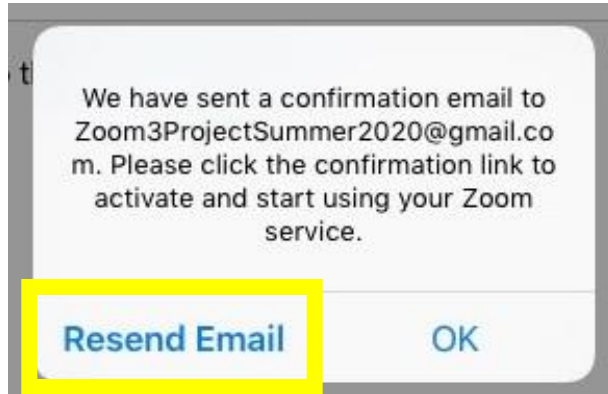 t
We have sent a confirmation email to
Zoom3ProjectSummer2020@gmail.co
m. Please click the confirmation link to
activate and start using your Zoom
service.
Resend Email OK